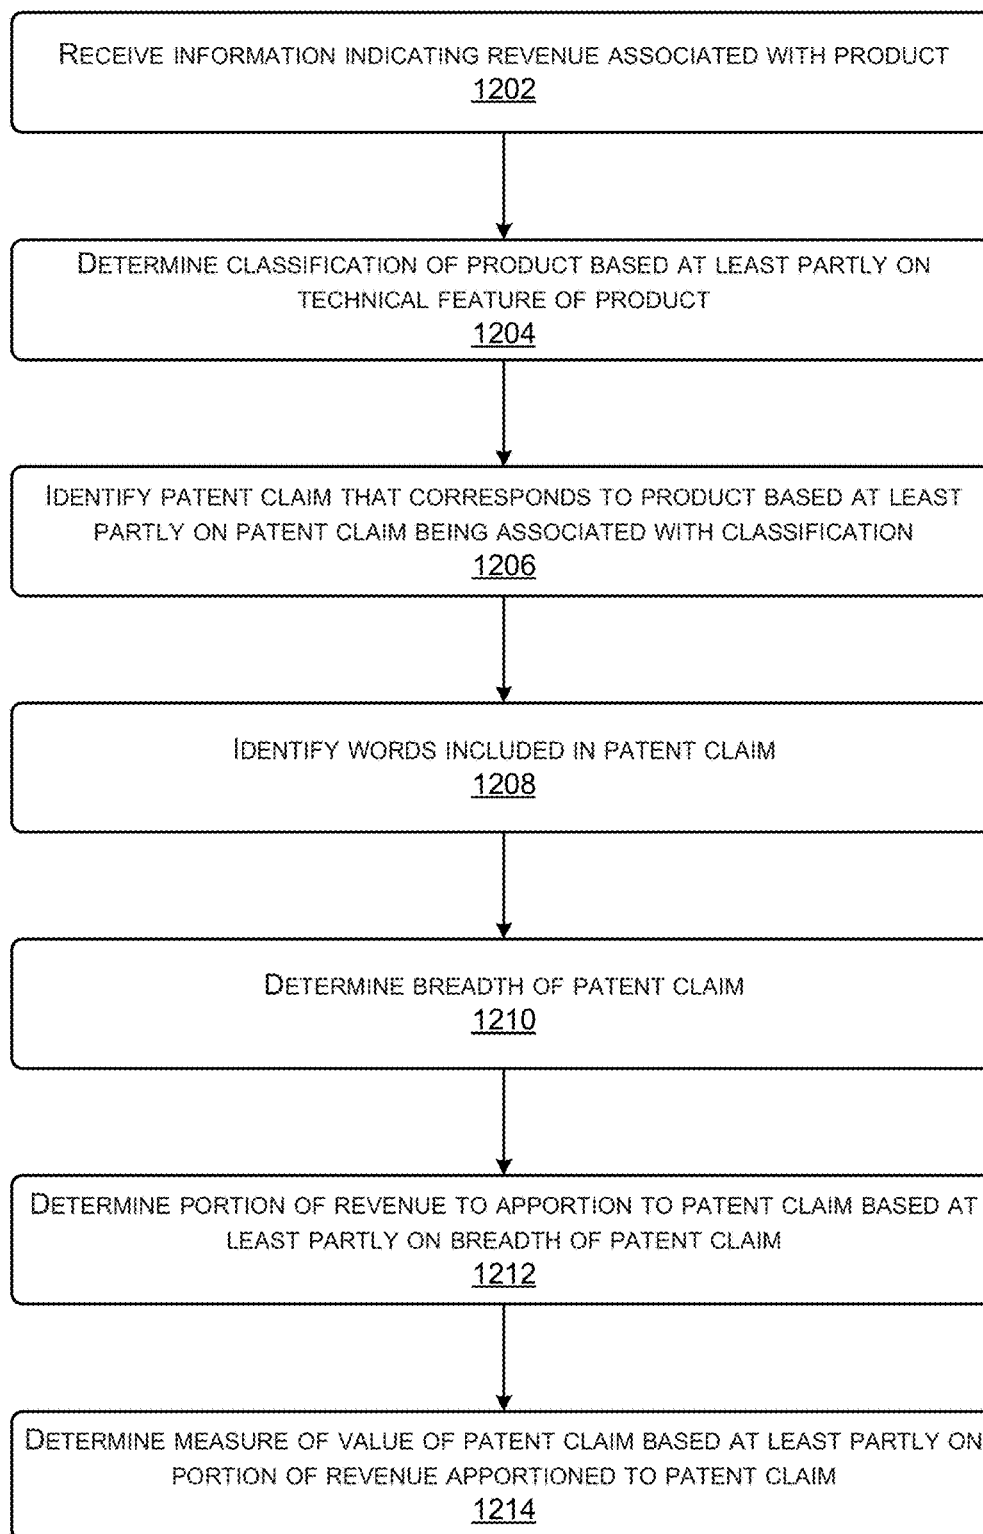 RECEIVE INFORMATION INDICATING REVENUE ASSOCIATED WITH PRODUCT
1202
DETERMINE CLASSIFICATION OF PRODUCT BASED AT LEAST PARTLY ON
TECHNICAL FEATURE OF PRODUCT
1204
IDENTIFY PATENT CLAIM THAT CORRESPONDS TO PRODUCT BASED AT LEAST
PARTLY ON PATENT CLAIM BEING ASSOCIATED WITH CLASSIFICATION
1206
IDENTIFY WORDS INCLUDED IN PATENT CLAIM
1208
DETERMINE BREADTH OF PATENT CLAIM
1210
DETERMINE PORTION OF REVENUE TO APPORTION TO PATENT CLAIM BASED AT
LEAST PARTLY ON BREADTH OF PATENT CLAIM
1212
DETERMINE MEASURE OF VALUE OF PATENT CLAIM BASED AT LEAST PARTLY ON
PORTION OF REVENUE APPORTIONED TO PATENT CLAIM
1214